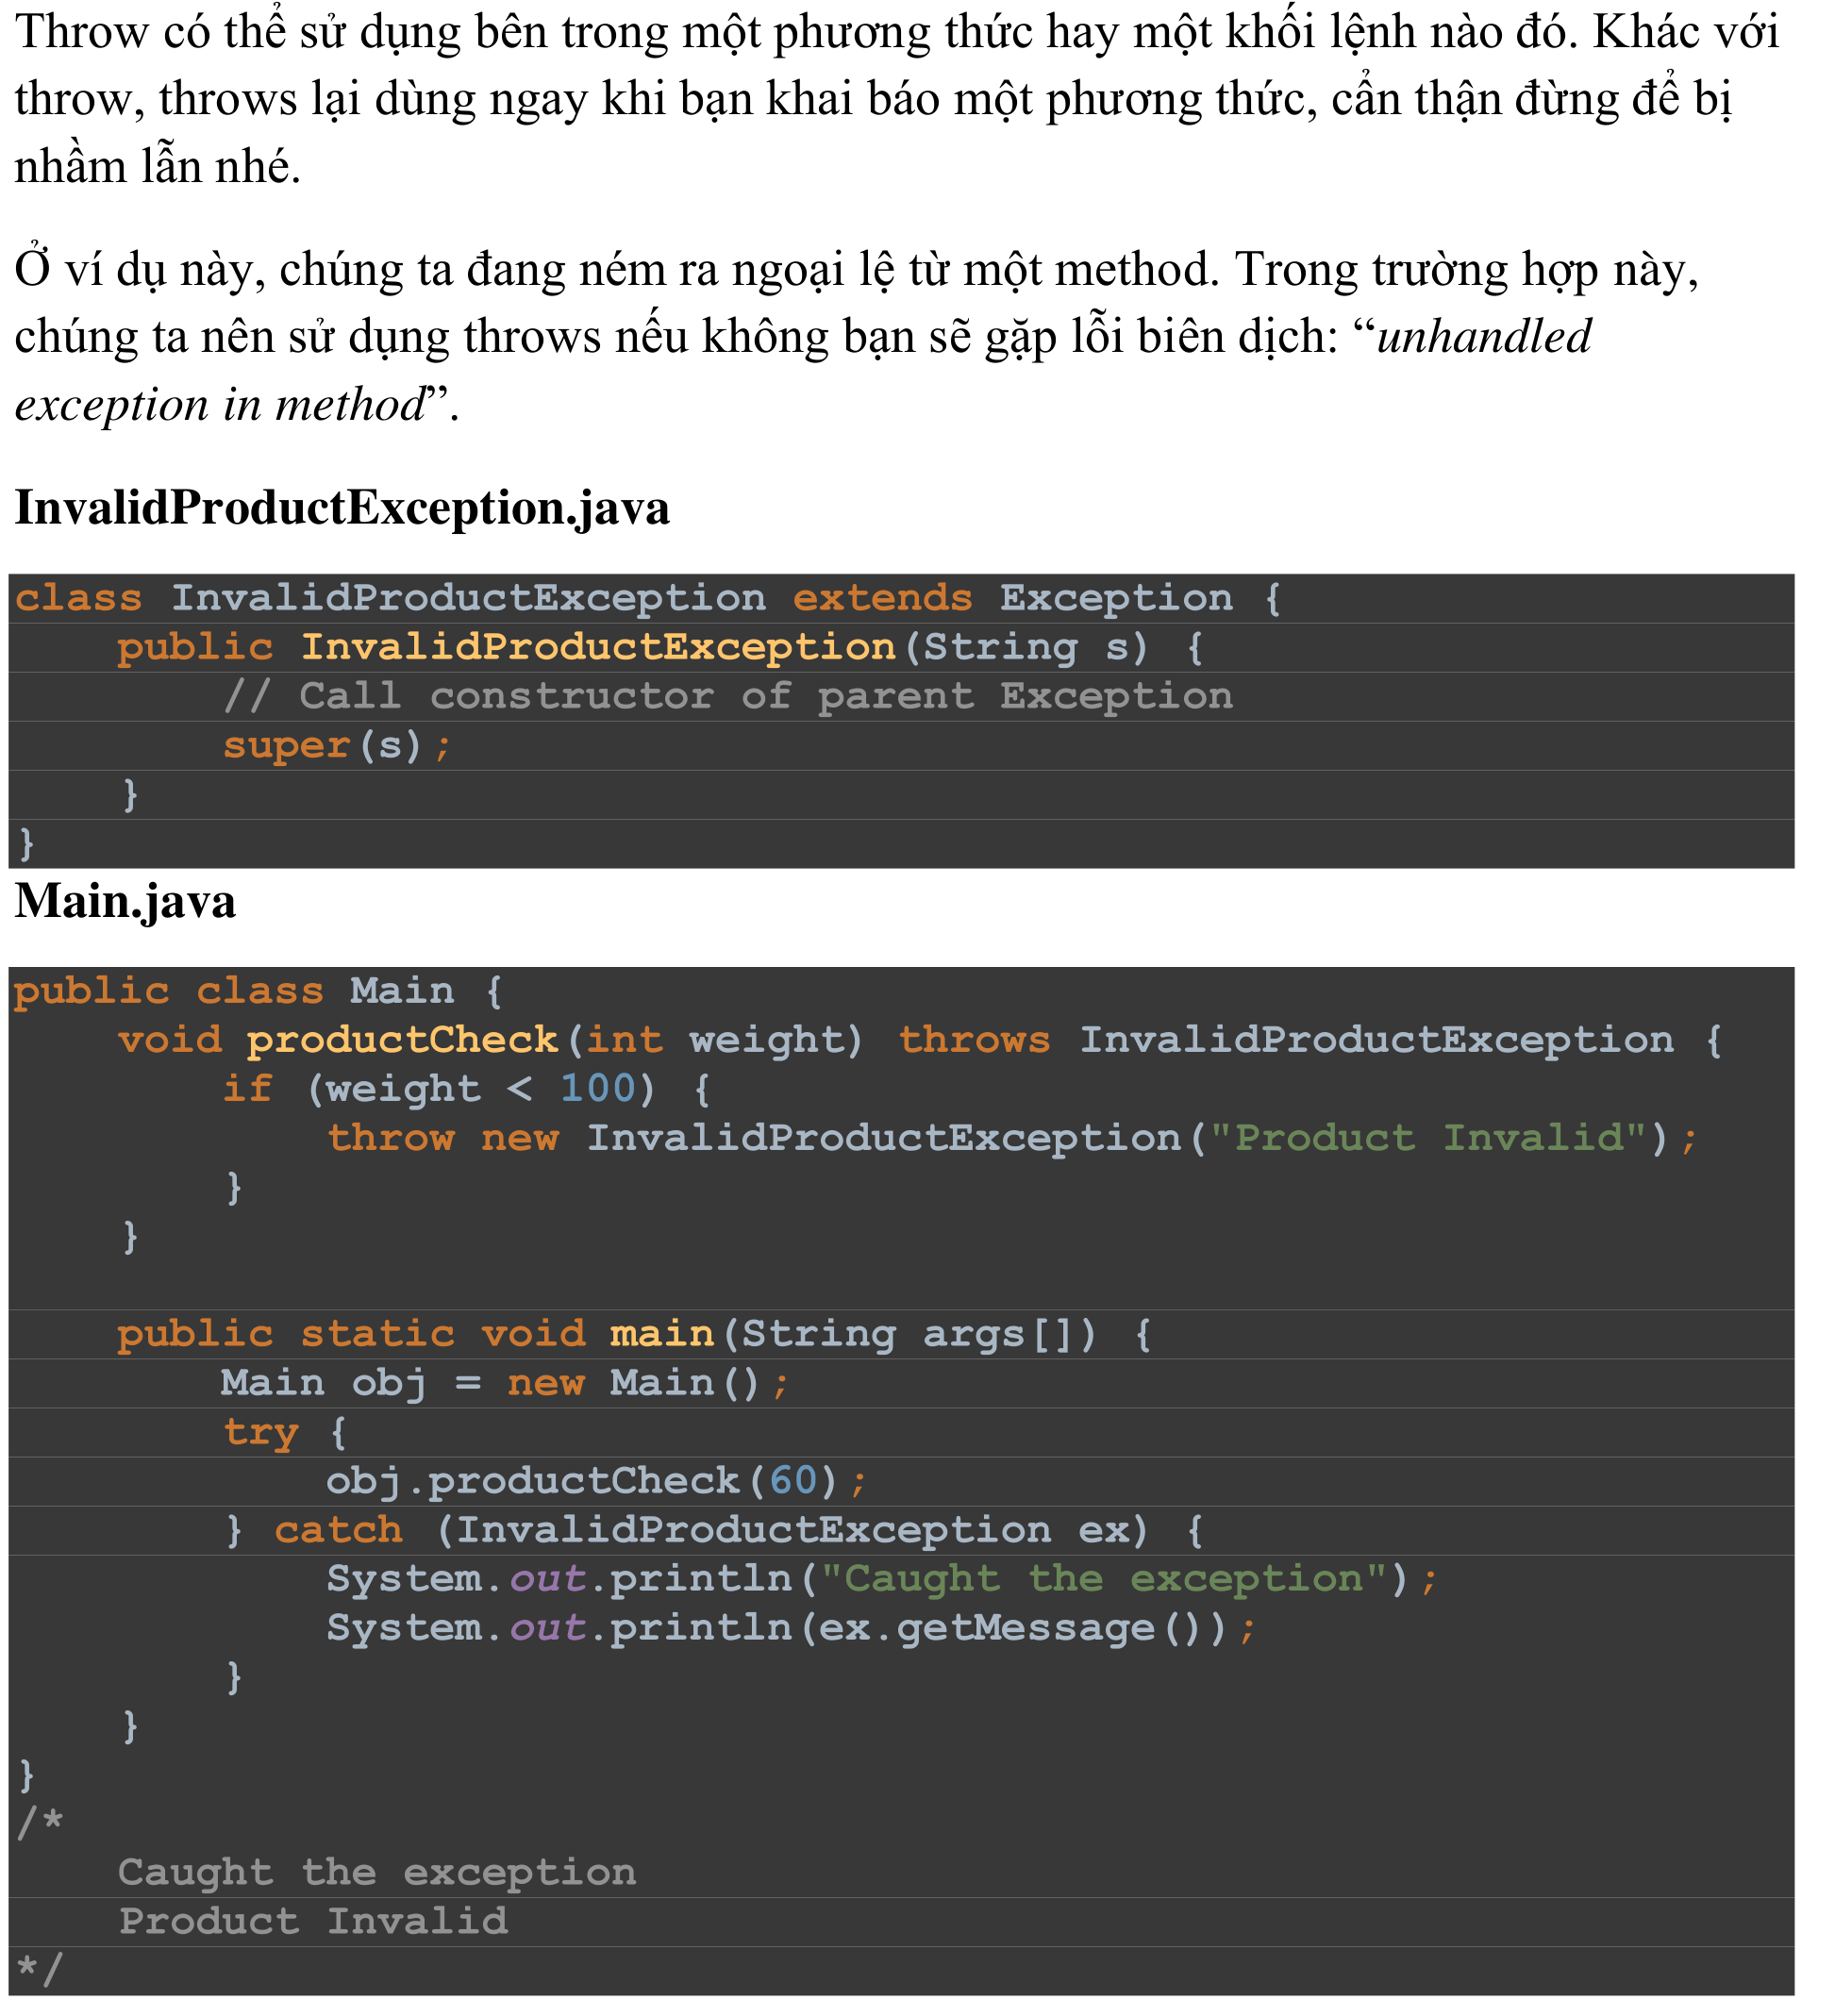 Throw có thể sử dụng bên trong một phương thức hay một khối lệnh nào đó. Khác với
throw, throws lại dùng ngay khi bạn khai báo một phương thức, cẩn thận đừng để bị
nhầm lẫn nhé.
Ở ví dụ này, chúng ta đang ném ra ngoại lệ từ một method. Trong trường hợp này,
chúng ta nên sử dụng throws nếu không bạn sẽ gặp lỗi biên dịch: “unhandled
exception in method”.
InvalidProductException.java
class InvalidProductException extends Exception {
    public InvalidProductException(String s) {
        // Call constructor of parent Exception
        super(s);
    }
}
Main.java
public class Main {
    void productCheck(int weight) throws InvalidProductException {
        if (weight < 100) {
            throw new InvalidProductException("Product Invalid");
        }
    }
    public static void main(String args[]) {
        Main obj = new Main();
        try {
            obj.productCheck(60);
        } catch (InvalidProductException ex) {
            System.out.println("Caught the exception");
            System.out.println(ex.getMessage());
        }
    }
}
/*
    Caught the exception
    Product Invalid
*/